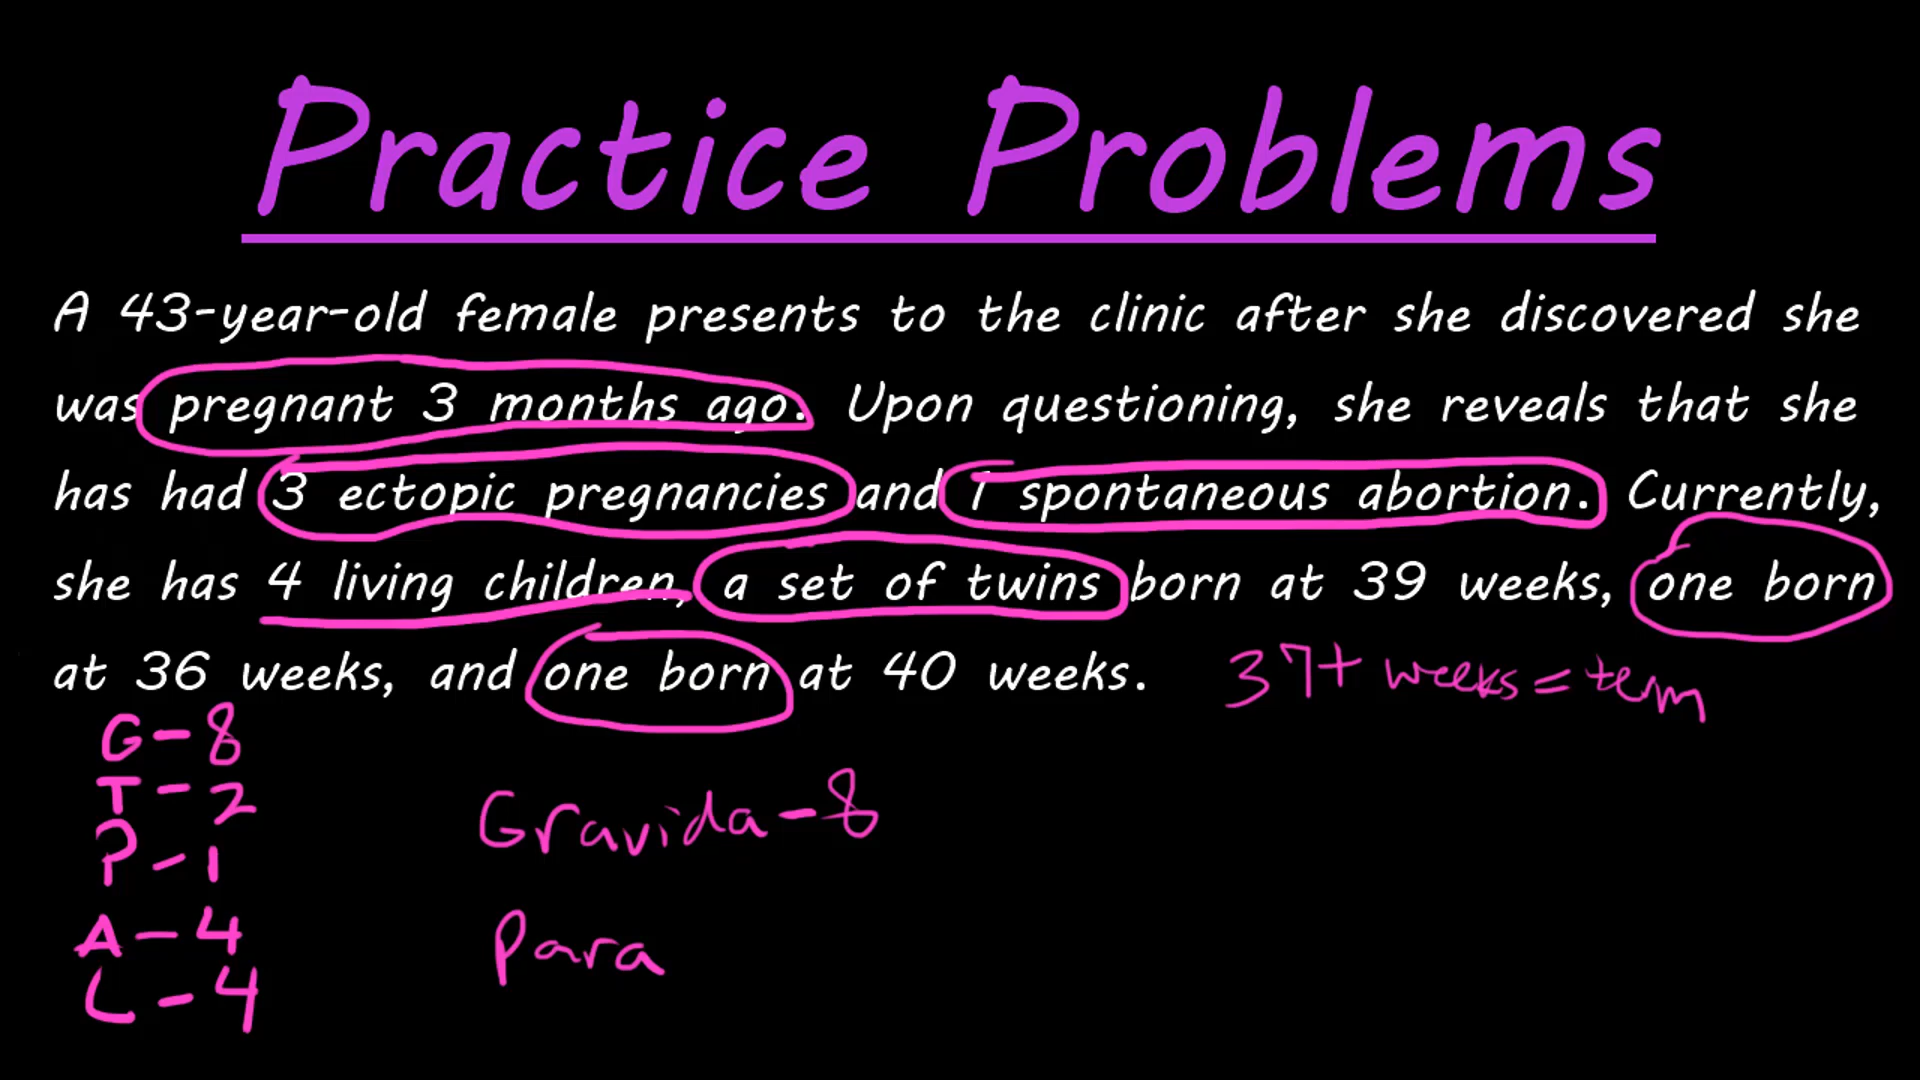 Practice Problems
A 43-year-old female presents to the clinic after she discovered she
was pregnant 3 months ago. Upon questioning, she reveals that she
has had 3 ectopic pregnancies and 1 spontaneous abortion. Currently,
she has 4 living children, a set of twins born at 39 weeks, one born
at 36 weeks, and one born at 40 weeks.
37+ weeks = term
G-8
T-2
P-1
A-4
L-4
Gravida-8
Para